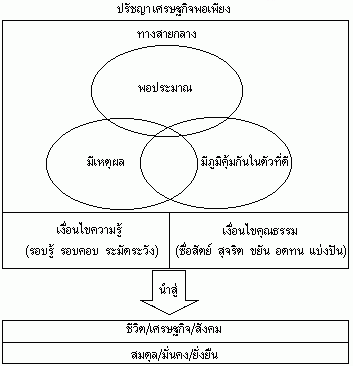 ปรัชญาเศรษฐกิจพอเพียง
ทางสายกลาง
พอประมาณ
มีเหตุผล
มีภูมิคุ้มกันในตัวที่ดี
เงื่อนไขความรู้
(รอบรู้ รอบคอบ ระมัดระวัง)
เงื่อนไขคุณธรรม
(ซื่อสัตย์ สุจริต ขยัน อดทน แบ่งปัน)
นำสู่
ชีวิต/เศรษฐกิจ/สังคม
สมดุล/มั่นคง/ยั่งยืน